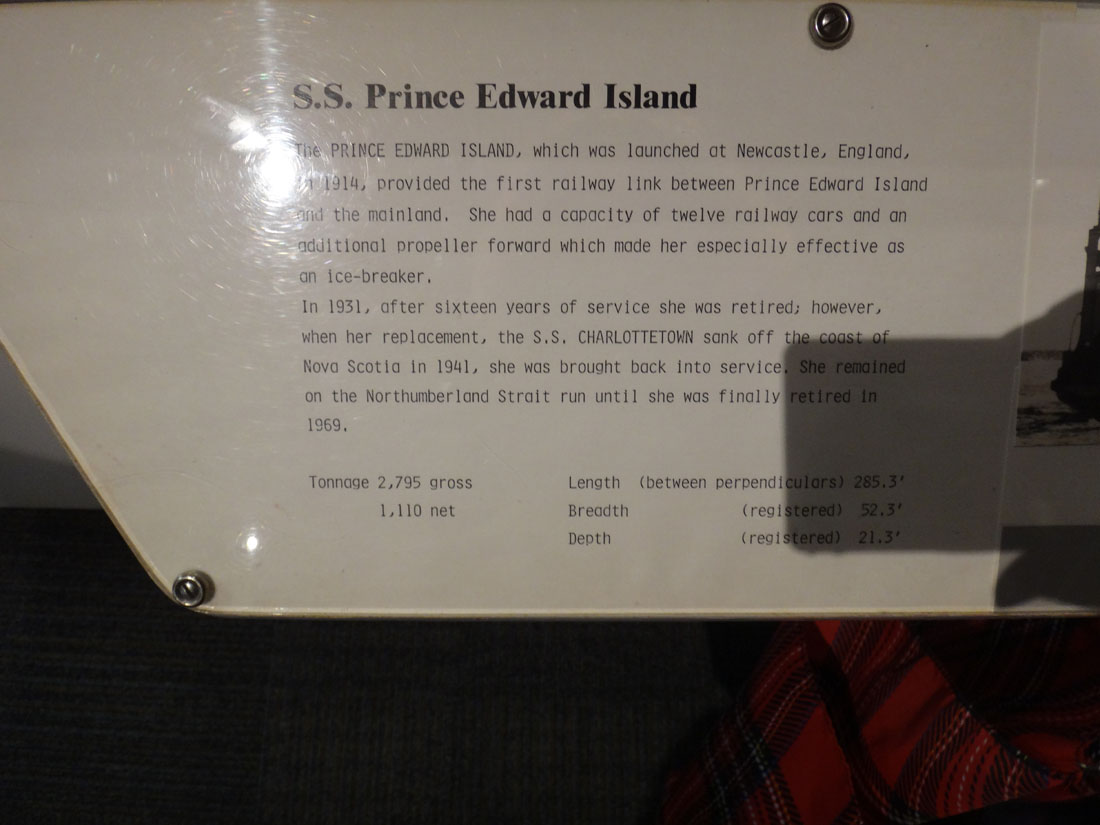 S.S. Prince Edward Island
The PRINCE EDWARD ISLAND, which was launched at Newcastle, England,
in 1914, provided the first railway link between Prince Edward Island
and the mainland. She had a capacity of twelve railway cars and an
additional propeller forward which made her especially effective as
an ice-breaker.
In 1931, after sixteen years of service she was retired; however,
when her replacement, the S.S. CHARLOTTETOWN sank off the coast of
Nova Scotia in 1941, she was brought back into service. She remained
on the Northumberland Strait run until she was finally retired in
1969.
Tonnage 2,795 gross Length (between perpendiculars) 285.3'
1,110 net Breadth (registered) 52.3'
Depth (registered) 21.3'